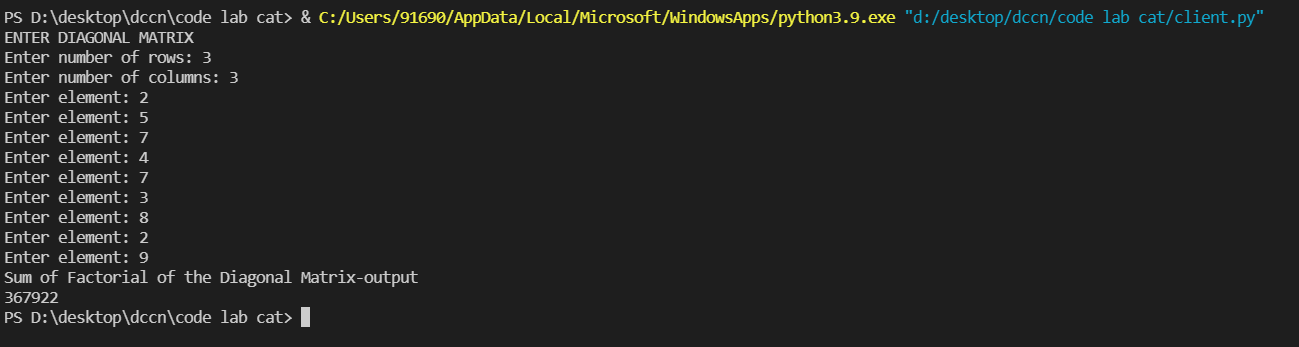 PS D:\desktop\dccn\code lab cat> & C:/Users/91690/AppData/Local/Microsoft/WindowsApps/python3.9.exe "d:/desktop/dccn/code lab cat/client.py"
ENTER DIAGONAL MATRIX
Enter number of rows: 3
Enter number of columns: 3
Enter element: 2
Enter element: 5
Enter element: 7
Enter element: 4
Enter element: 7
Enter element: 3
Enter element: 8
Enter element: 2
Enter element: 9
Sum of Factorial of the Diagonal Matrix-output
367922
PS D:\desktop\dccn\code lab cat>